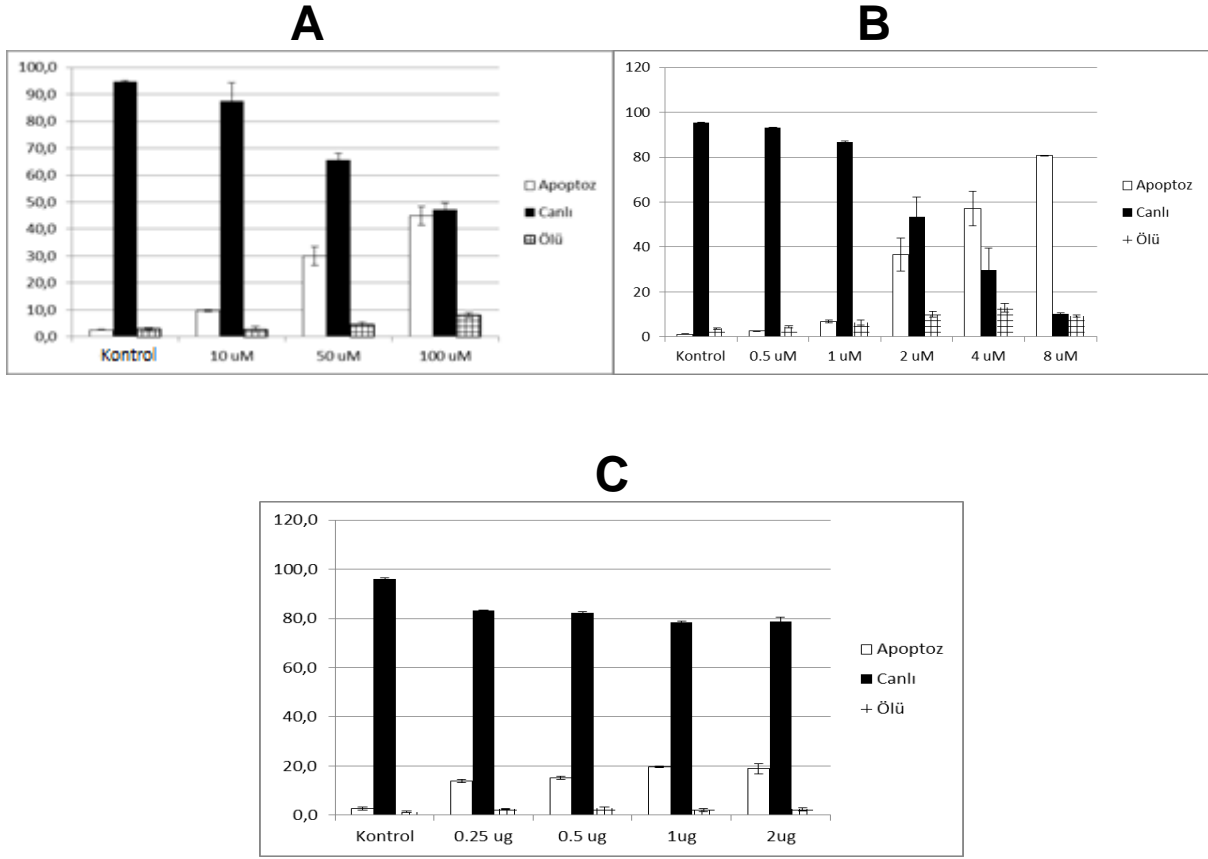 A
100,0
90,0
80,0
70,0
60,0
50,0
40,0
30,0
20,0
10,0
0,0
Kontrol 10 uM 50 uM 100 uM
Apoptoz
Canlı
Ölü
B
120
100
80
60
40
20
0
Kontrol 0.5 uM 1 uM 2 uM 4 uM 8 uM
Apoptoz
Canlı
Ölü
C
120,0
100,0
80,0
60,0
40,0
20,0
0,0
Kontrol 0.25 ug 0.5 ug 1ug 2ug
Apoptoz
Canlı
Ölü